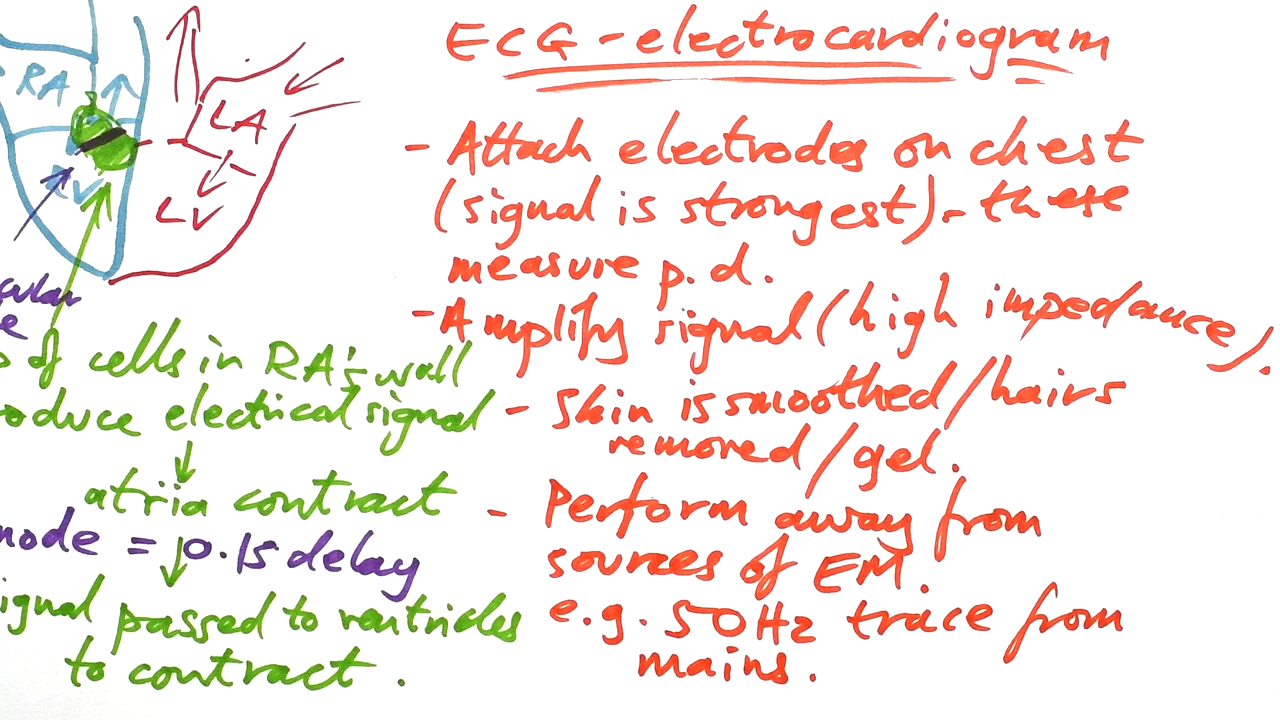 RA
LA
LV
cular
e
of cells in RA's wall
oduce electrical signal
atria contract
node = 0.1s delay
ignal passed to ventricles
to contract.
ECG - electrocardiogram
- Attach electrodes on chest
(signal is strongest). - these
measure p.d.
- Amplify signal (high impedance).
- Skin is smoothed/hairs
removed/gel.
- Perform away from
sources of EM.
e.g. 50Hz trace from
mains.